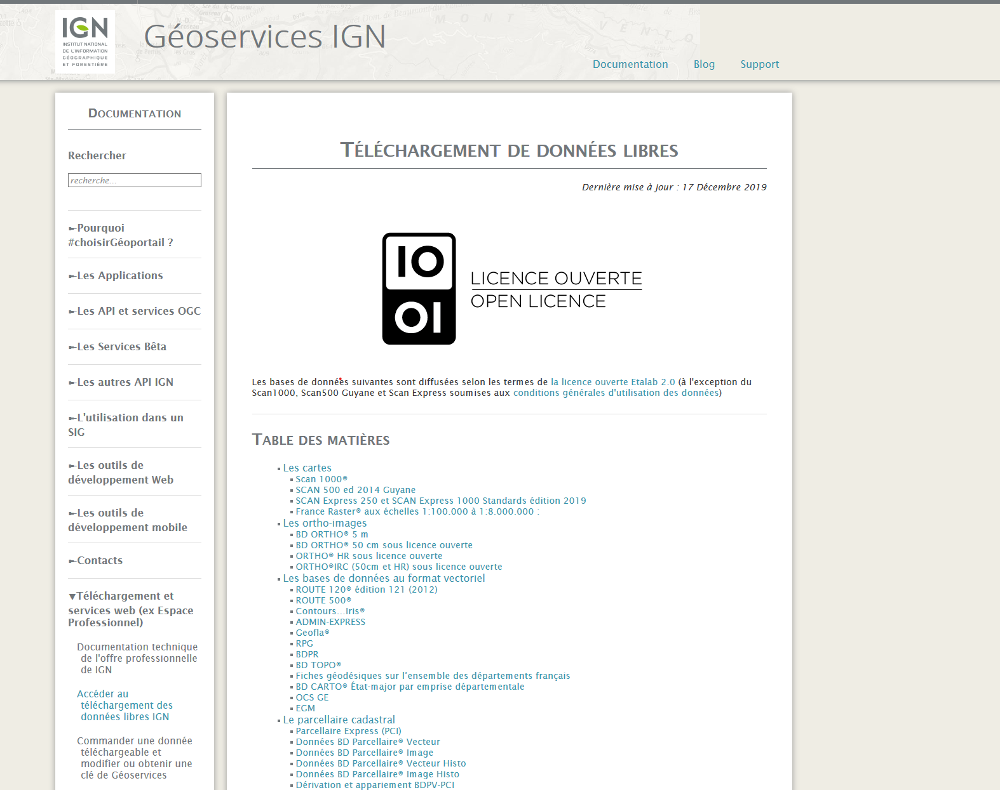 IGN
INSTITUT NATIONAL
DE L'INFORMATION
GÉOGRAPHIQUE
ET FORESTIÈRE
Géoservices IGN
Documentation
Blog
Support
DOCUMENTATION
Rechercher
recherche...
►Pourquoi
#choisirGéoportail ?
►Les Applications
►Les API et services OGC
►Les Services Bêta
►Les autres API IGN
►L'utilisation dans un
SIG
►Les outils de
développement Web
►Les outils de
développement mobile
►Contacts
▼Téléchargement et
services web (ex Espace
Professionnel)
Documentation technique
de l'offre professionnelle
de IGN
Accéder au
téléchargement des
données libres IGN
Commander une donnée
téléchargeable et
modifier ou obtenir une
clé de Géoservices
TÉLÉCHARGEMENT DE DONNÉES LIBRES
Dernière mise à jour : 17 Décembre 2019
IO
OI
LICENCE OUVERTE
OPEN LICENCE
Les bases de données suivantes sont diffusées selon les termes de la licence ouverte Etalab 2.0 (à l'exception du
Scan1000, Scan500 Guyane et Scan Express soumises aux conditions générales d'utilisation des données)
TABLE DES MATIÈRES
Les cartes
Scan 1000®
SCAN 500 ed 2014 Guyane
SCAN Express 250 et SCAN Express 1000 Standards édition 2019
France Raster® aux échelles 1:100.000 à 1:8.000.000 :
Les ortho-images
BD ORTHO® 5 m
BD ORTHO® 50 cm sous licence ouverte
ORTHO® HR sous licence ouverte
ORTHO®IRC (50cm et HR) sous licence ouverte
Les bases de données au format vectoriel
ROUTE 120® édition 121 (2012)
ROUTE 500®
Contours...Iris®
ADMIN-EXPRESS
Geofla®
RPG
BDPR
BD TOPO®
Fiches géodésiques sur l’ensemble des départements français
BD CARTO® État-major par emprise départementale
OCS GE
EGM
Le parcellaire cadastral
Parcellaire Express (PCI)
Données BD Parcellaire® Vecteur
Données BD Parcellaire® Image
Données BD Parcellaire® Vecteur Histo
Données BD Parcellaire® Image Histo
Dérivation et appariement BDPV-PCI